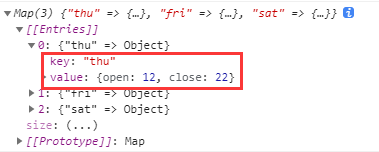 ▼Map(3) {"thu" => {…}, "fri" => {…}, "sat" => {…}} i
▼[[Entries]]
▼0: {"thu" => Object}
key: "thu"
▶value: {open: 12, close: 22}
▶1: {"fri" => Object}
▶2: {"sat" => Object}
size: (...)
▶[[Prototype]]: Map